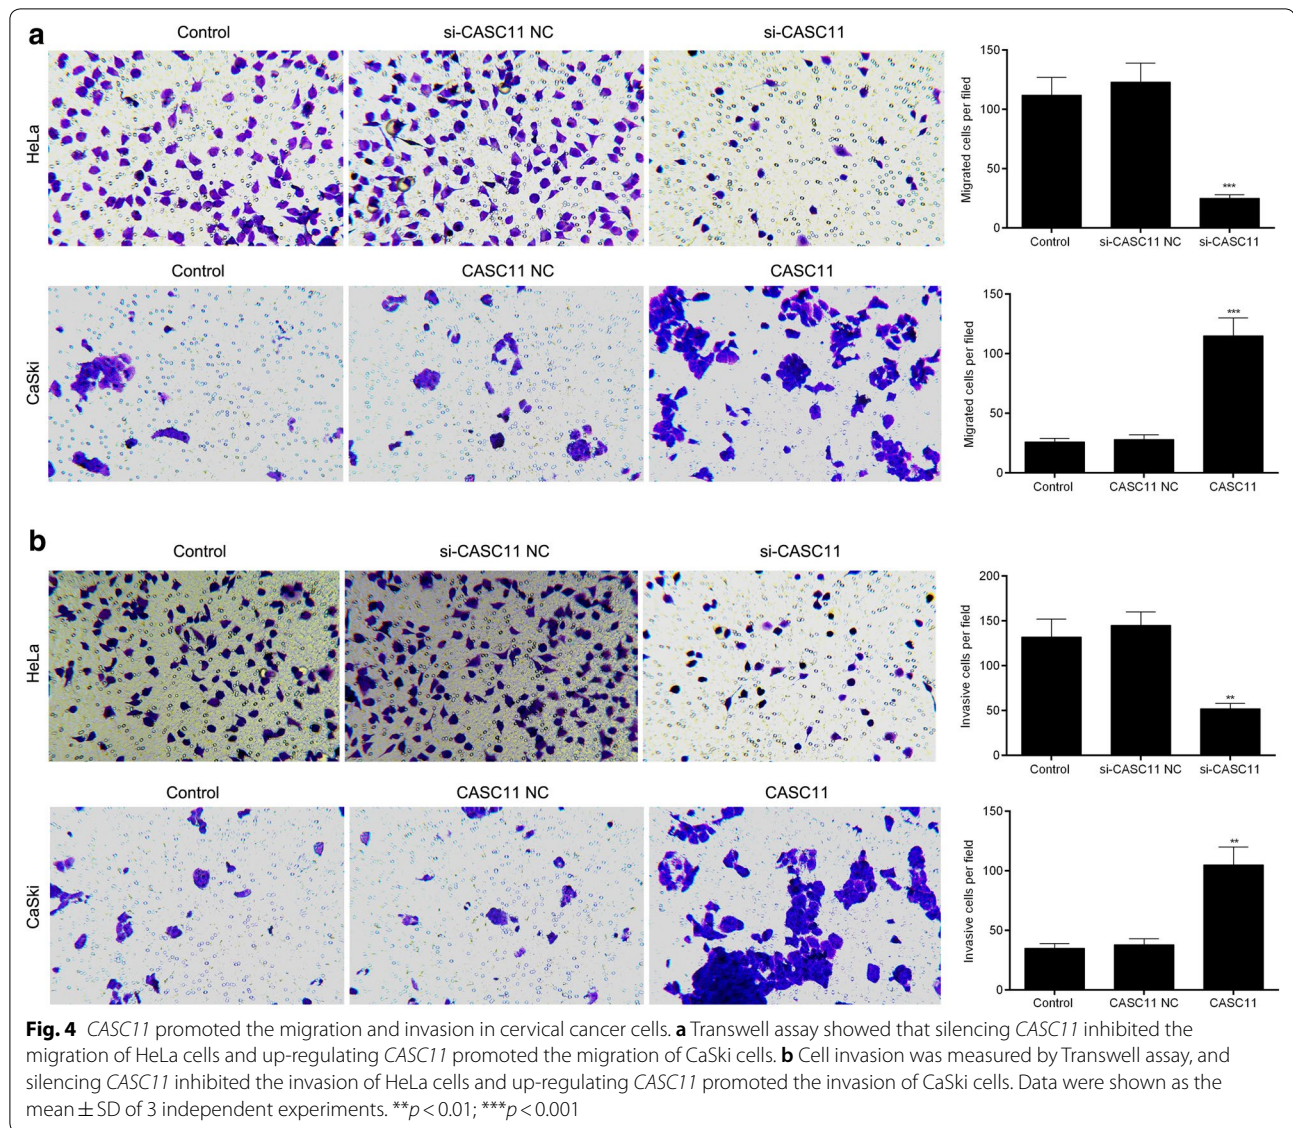 a
Control si-CASC11 NC si-CASC11
HeLa
Migrated cells per filed
150
100
50
0
***
Control si-CASC11 NC si-CASC11
Control CASC11 NC CASC11
CaSki
Migrated cells per filed
150
100
50
0
***
Control CASC11 NC CASC11
b
Control si-CASC11 NC si-CASC11
HeLa
Invasive cells per field
200
150
100
50
0
**
Control si-CASC11 NC si-CASC11
Control CASC11 NC CASC11
CaSki
Invasive cells per field
150
100
50
0
**
Control CASC11 NC CASC11
Fig. 4 CASC11 promoted the migration and invasion in cervical cancer cells. a Transwell assay showed that silencing CASC11 inhibited the
migration of HeLa cells and up-regulating CASC11 promoted the migration of CaSki cells. b Cell invasion was measured by Transwell assay, and
silencing CASC11 inhibited the invasion of HeLa cells and up-regulating CASC11 promoted the invasion of CaSki cells. Data were shown as the
mean ± SD of 3 independent experiments. **p < 0.01; ***p < 0.001